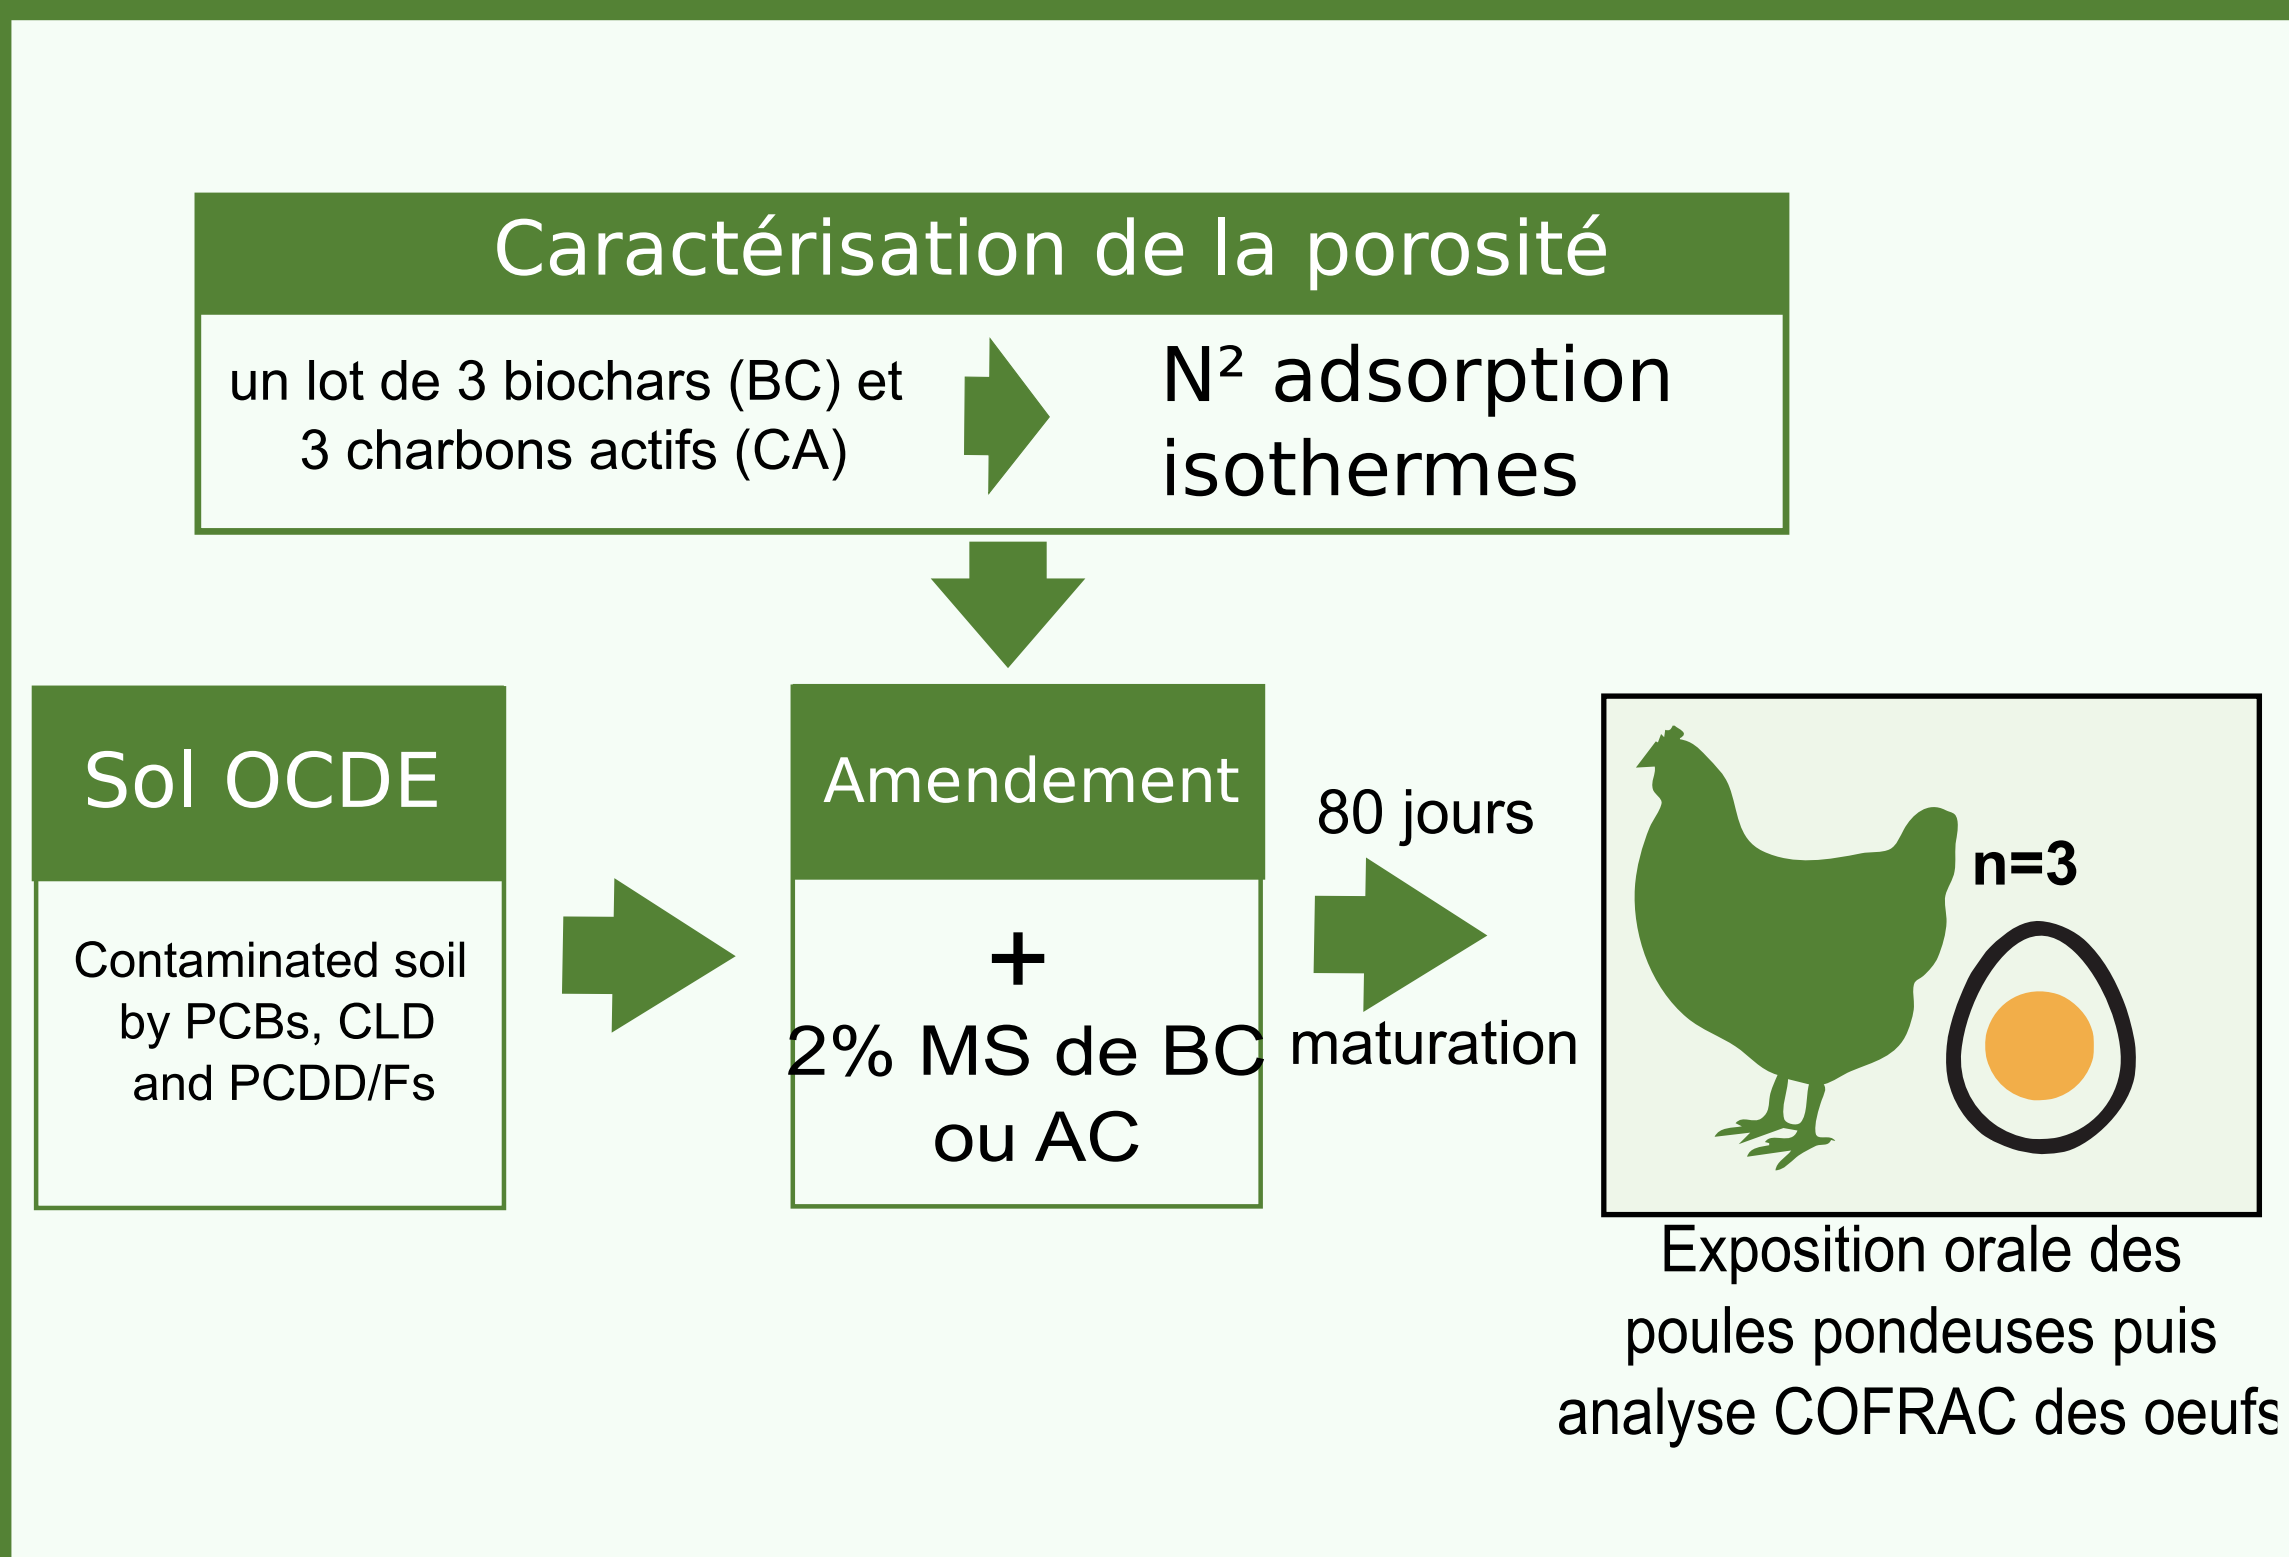 Caractérisation de la porosité
un lot de 3 biochars (BC) et
3 charbons actifs (CA)
N² adsorption
isothermes
Sol OCDE
Contaminated soil
by PCBs, CLD
and PCDD/Fs
Amendement
+
2% MS de BC
ou AC
80 jours
maturation
n=3
Exposition orale des
poules pondeuses puis
analyse COFRAC des oeufs